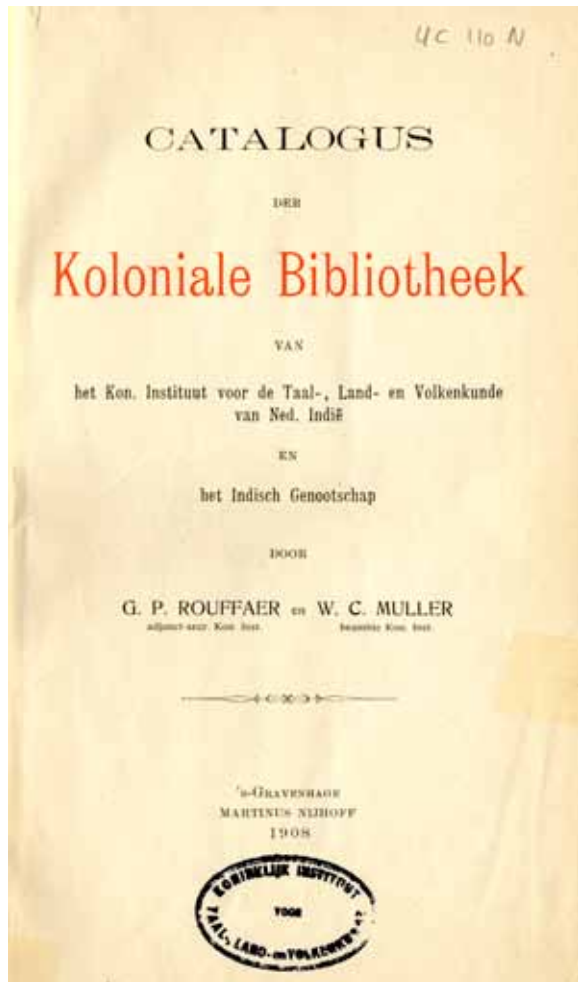 4C 110 N
CATALOGUS
DER
Koloniale Bibliotheek
VAN
het Kon. Instituut voor de Taal-, Land- en Volkenkunde
van Ned. Indië
EN
het Indisch Genootschap
DOOR
G. P. ROUFFAER en W. C. MULLER
adjunct-secr. Kon. Inst. beambte Kon. Inst.
's-GRAVENHAGE
MARTINUS NIJHOFF
1908
KONINKLIJK INSTITUUT
VOOR
TAAL-, LAND- en VOLKENKUNDE